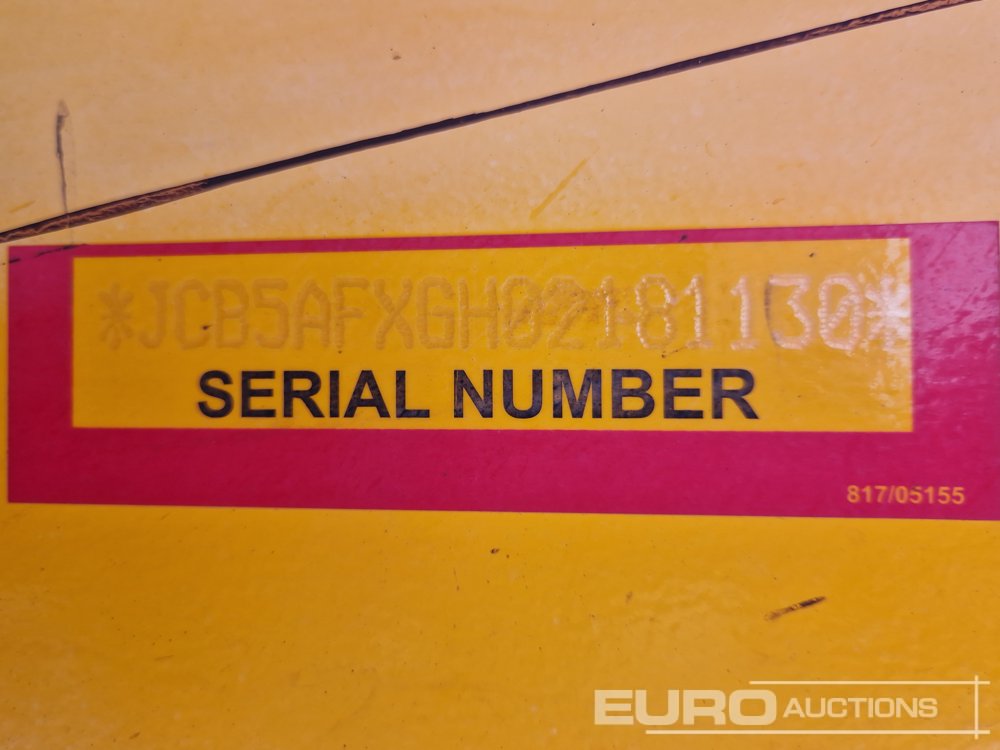 *JCB5AFXGH02181130*
SERIAL NUMBER
817/05155
EURO AUCTIONS